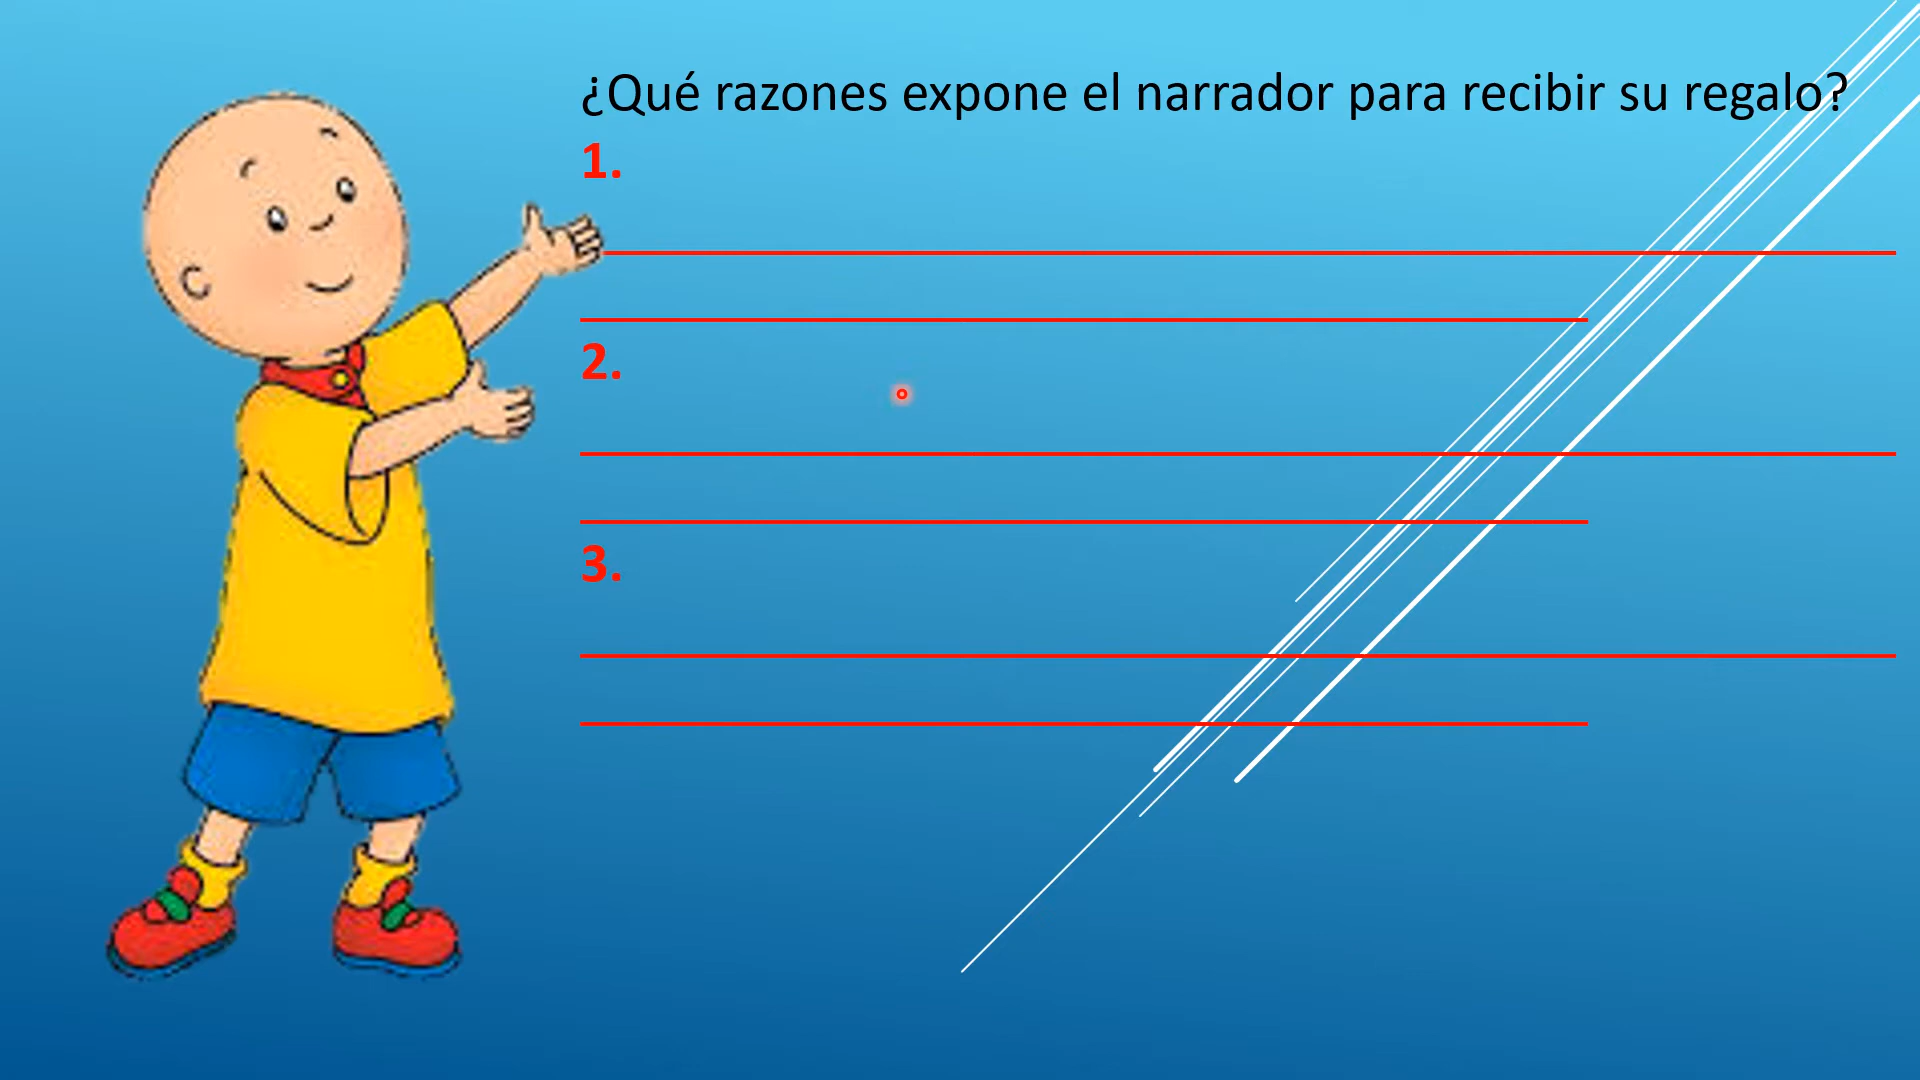 ¿Qué razones expone el narrador para recibir su regalo?
1.
2.
3.